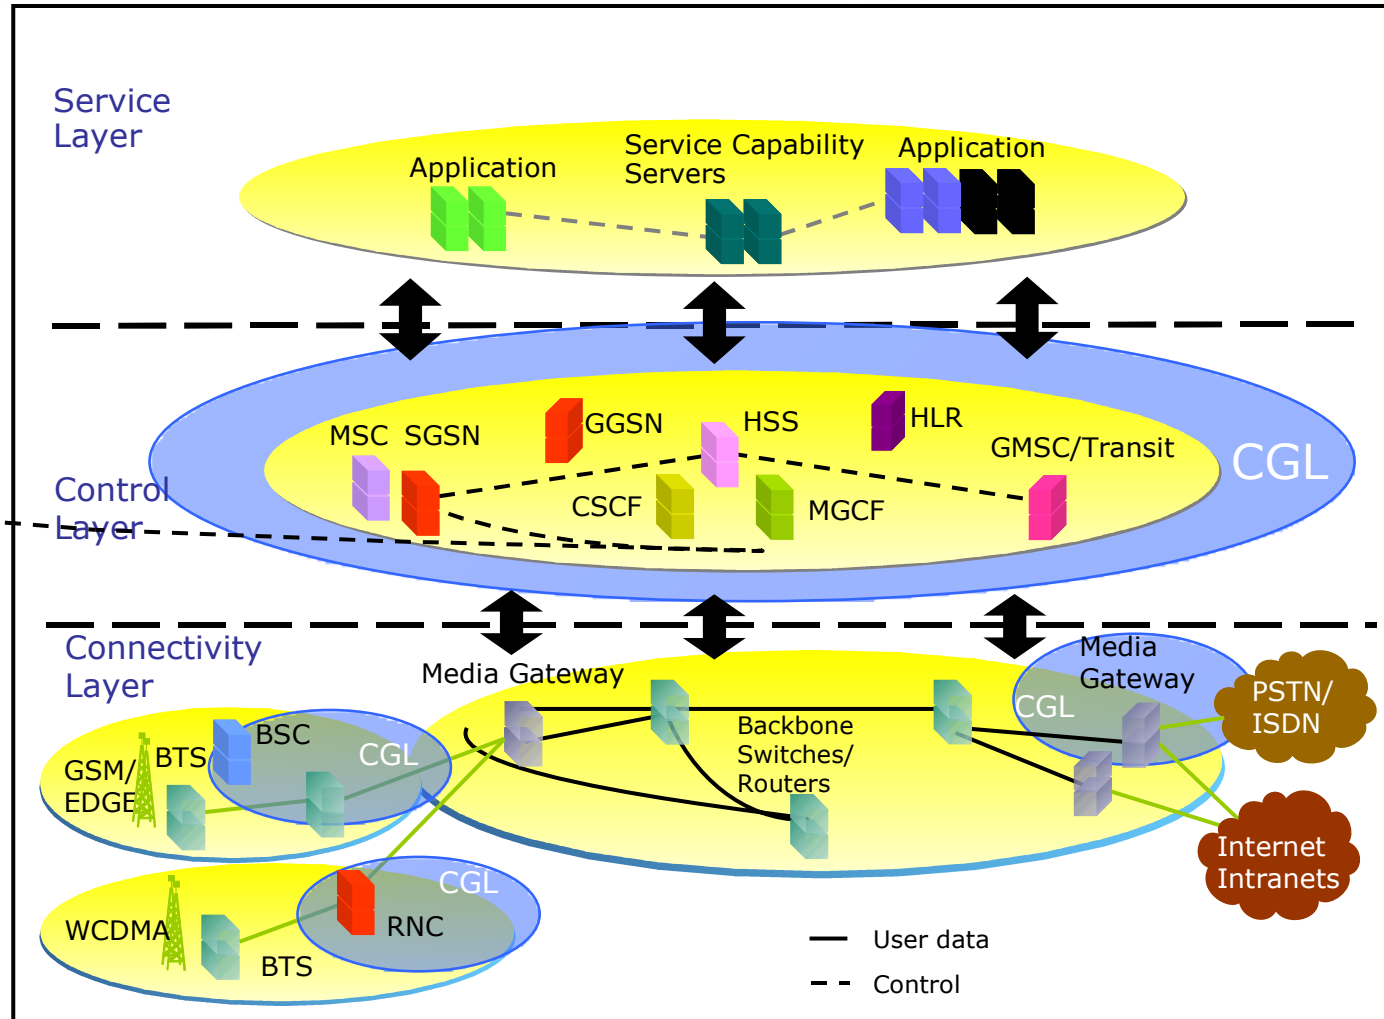 Service
Layer
Application
Service Capability
Servers
Application
MSC
SGSN
GGSN
HSS
HLR
GMSC/Transit
CGL
Control
Layer
CSCF
MGCF
Connectivity
Layer
Media Gateway
Media
Gateway
CGL
PSTN/
ISDN
BSC
CGL
BTS
GSM/
EDGE
Backbone
Switches/
Routers
Internet
Intranets
CGL
WCDMA
RNC
BTS
User data
Control